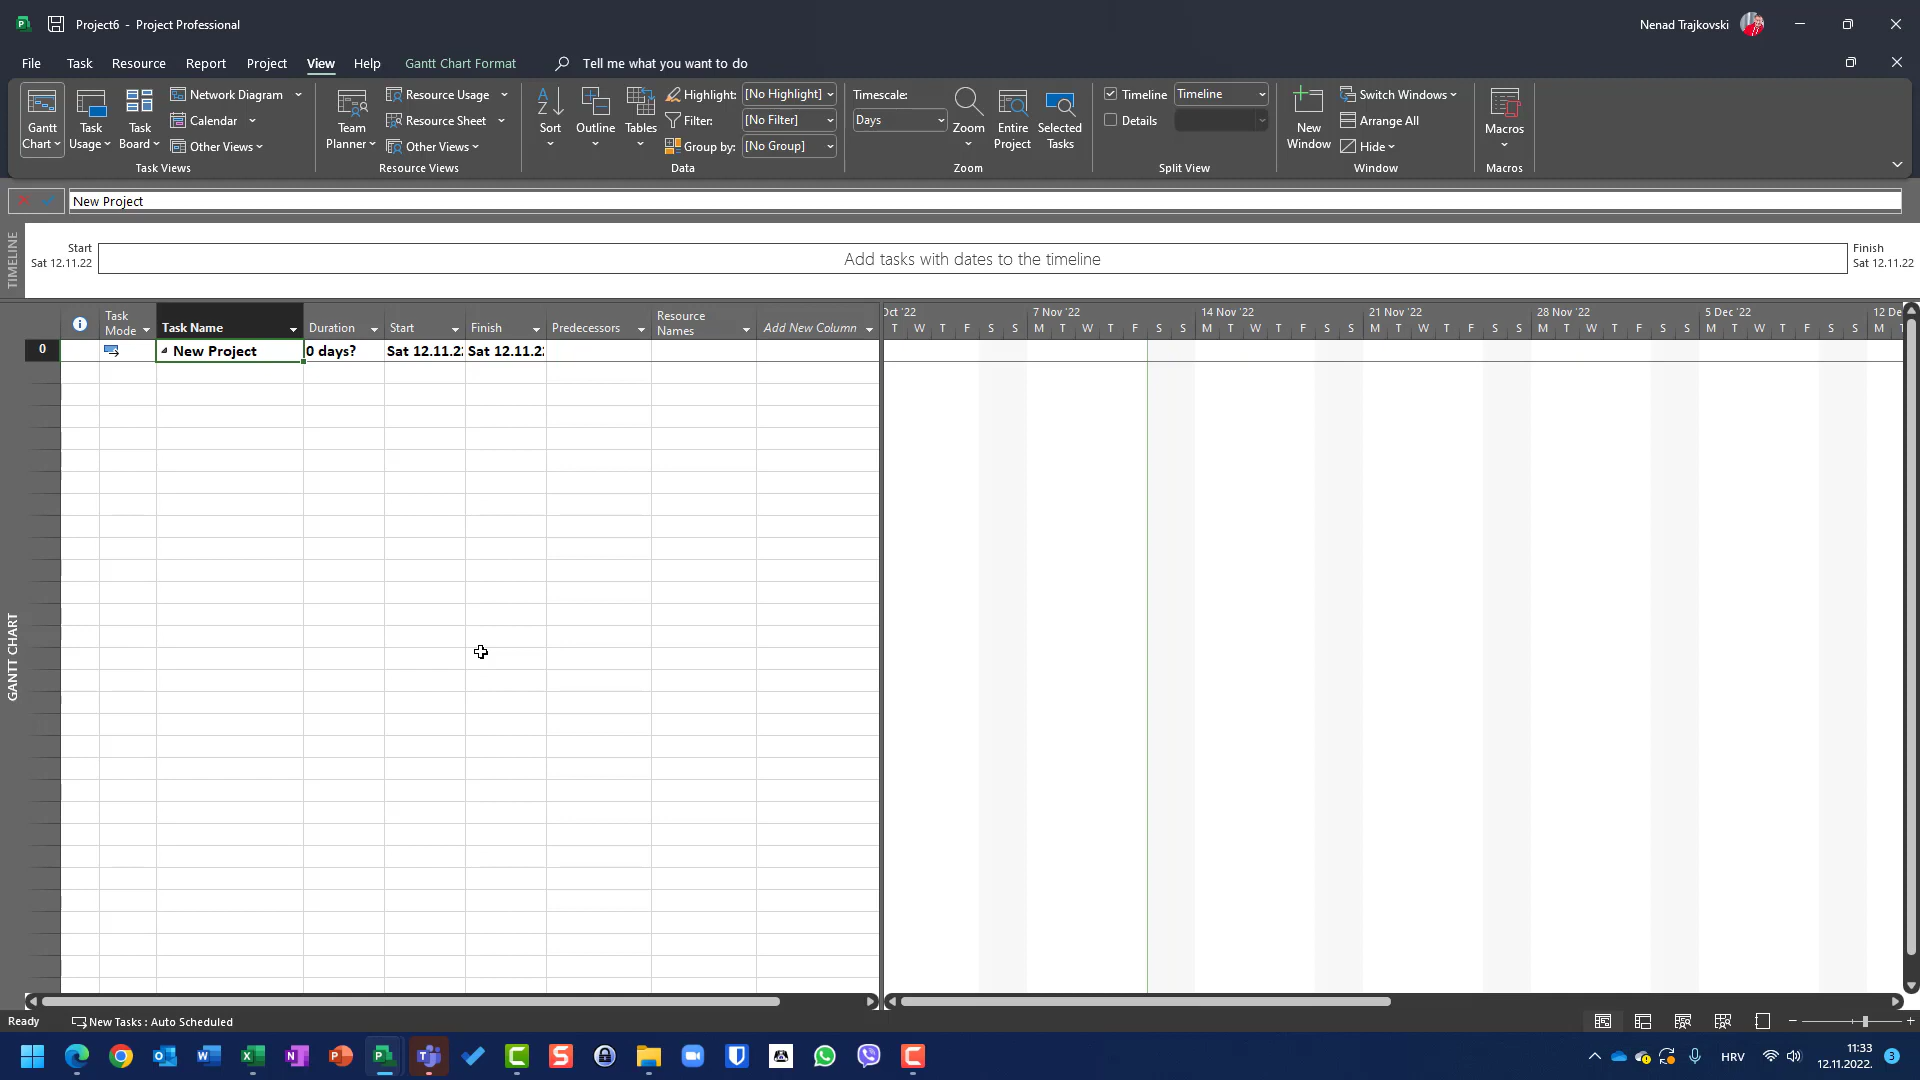 Project6 - Project Professional
Nenad Trajkovski
File Task Resource Report Project View Help Gantt Chart Format Tell me what you want to do
Gantt Chart
Task Usage
Task Board
Network Diagram
Calendar
Other Views
Task Views
Team Planner
Resource Usage
Resource Sheet
Other Views
Resource Views
Sort
Outline
Tables
Highlight: [No Highlight]
Filter: [No Filter]
Group by: [No Group]
Data
Timescale:
Days
Zoom
Entire Project
Selected Tasks
Zoom
Timeline Timeline
Details
Split View
New Window
Switch Windows
Arrange All
Hide
Window
Macros
Macros
New Project
TIMELINE
Start
Sat 12.11.22
Add tasks with dates to the timeline
Finish
Sat 12.11.22
Task Mode
Task Name
Duration
Start
Finish
Predecessors
Resource Names
Add New Column
Oct '22 7 Nov '22 14 Nov '22 21 Nov '22 28 Nov '22 5 Dec '22 12 De
T W T F S S M T W T F S S M T W T F S S M T W T F S S M T W T F S S M T W T F S S M T
0 New Project 0 days? Sat 12.11.22 Sat 12.11.22
GANTT CHART
Ready New Tasks : Auto Scheduled
HRV
11:33
12.11.2022.
3